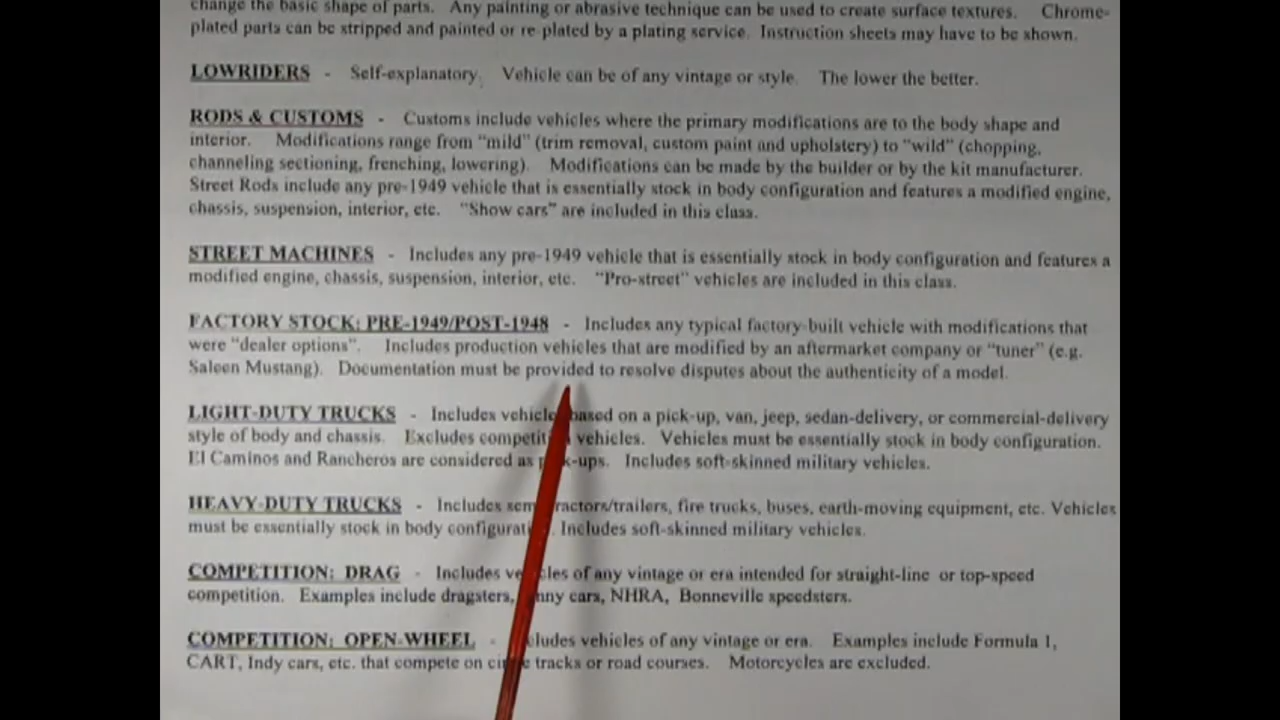 change the basic shape of parts. Any painting or abrasive technique can be used to create surface textures. Chrome-
plated parts can be stripped and painted or re-plated by a plating service. Instruction sheets may have to be shown.
LOWRIDERS - Self-explanatory. Vehicle can be of any vintage or style. The lower the better.
RODS & CUSTOMS - Customs include vehicles where the primary modifications are to the body shape and
interior. Modifications range from "mild" (trim removal, custom paint and upholstery) to "wild" (chopping,
channeling sectioning, frenching, lowering). Modifications can be made by the builder or by the kit manufacturer.
Street Rods include any pre-1949 vehicle that is essentially stock in body configuration and features a modified engine,
chassis, suspension, interior, etc. "Show cars" are included in this class.
STREET MACHINES - Includes any pre-1949 vehicle that is essentially stock in body configuration and features a
modified engine, chassis, suspension, interior, etc. "Pro-street" vehicles are included in this class.
FACTORY STOCK: PRE-1949/POST-1948 - Includes any typical factory-built vehicle with modifications that
were "dealer options". Includes production vehicles that are modified by an aftermarket company or "tuner" (e.g.
Saleen Mustang). Documentation must be provided to resolve disputes about the authenticity of a model.
LIGHT-DUTY TRUCKS - Includes vehicles based on a pick-up, van, jeep, sedan-delivery, or commercial-delivery
style of body and chassis. Excludes competition vehicles. Vehicles must be essentially stock in body configuration.
El Caminos and Rancheros are considered as pick-ups. Includes soft-skinned military vehicles.
HEAVY-DUTY TRUCKS - Includes semi tractors/trailers, fire trucks, buses, earth-moving equipment, etc. Vehicles
must be essentially stock in body configuration. Includes soft-skinned military vehicles.
COMPETITION: DRAG - Includes vehicles of any vintage or era intended for straight-line or top-speed
competition. Examples include dragsters, funny cars, NHRA, Bonneville speedsters.
COMPETITION: OPEN-WHEEL - Includes vehicles of any vintage or era. Examples include Formula 1,
CART, Indy cars, etc. that compete on circle tracks or road courses. Motorcycles are excluded.